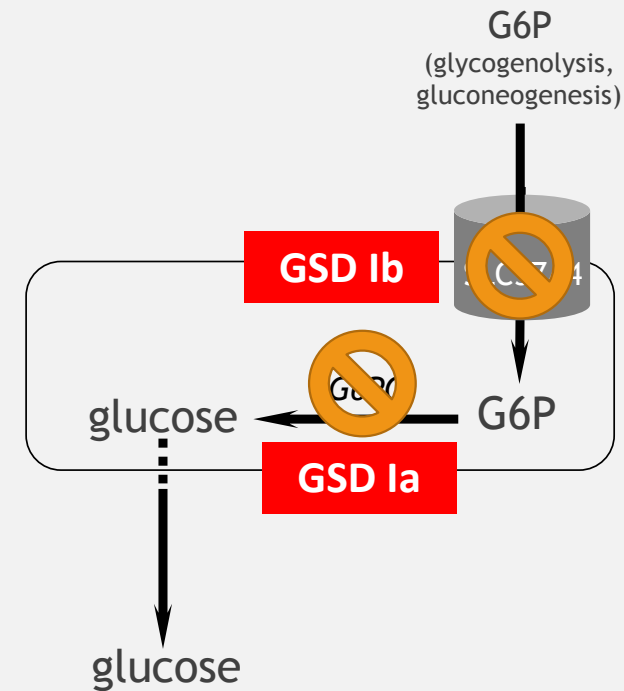 G6P
(glycogenolysis,
gluconeogenesis)
GSD Ib
glucose
G6P
GSD Ia
glucose